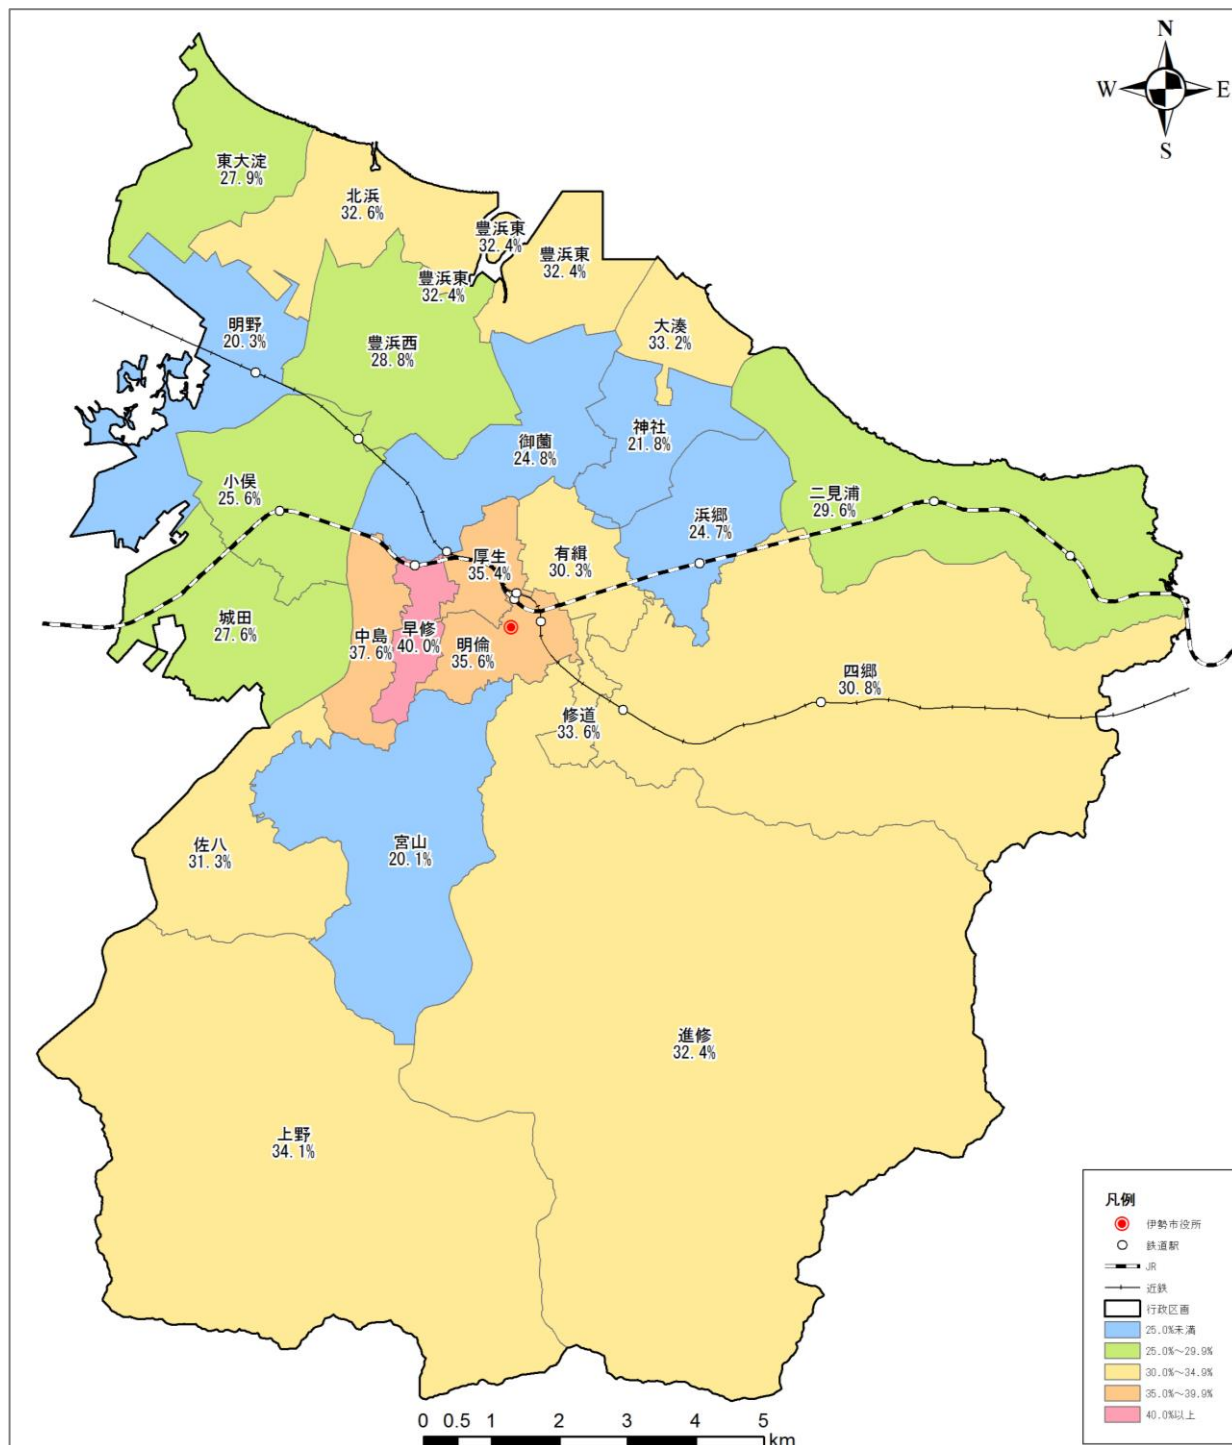 N
W
E
S
東大淀
27.9%
北浜
32.6%
豊浜東
32.4%
豊浜東
32.4%
豊浜東
32.4%
大湊
33.2%
明野
20.3%
豊浜西
28.8%
御薗
24.8%
神社
21.8%
小俣
25.6%
浜郷
24.7%
二見浦
29.6%
厚生
35.4%
有緝
30.3%
城田
27.6%
中島
37.6%
早修
40.0%
明倫
35.6%
四郷
30.8%
修道
33.6%
佐八
31.3%
宮山
20.1%
進修
32.4%
上野
34.1%
凡例
伊勢市役所
鉄道駅
JR
近鉄
行政区画
25.0%未満
25.0%～29.9%
30.0%～34.9%
35.0%～39.9%
40.0%以上
0 0.5 1 2 3 4 5
km